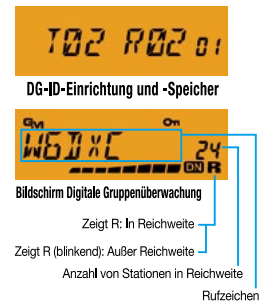 T02 R02 01
DG-ID-Einrichtung und -Speicher
GM On
W6DXC 24
DN R
Bildschirm Digitale Gruppenüberwachung
Zeigt R: In Reichweite
Zeigt R (blinkend): Außer Reichweite
Anzahl von Stationen in Reichweite
Rufzeichen